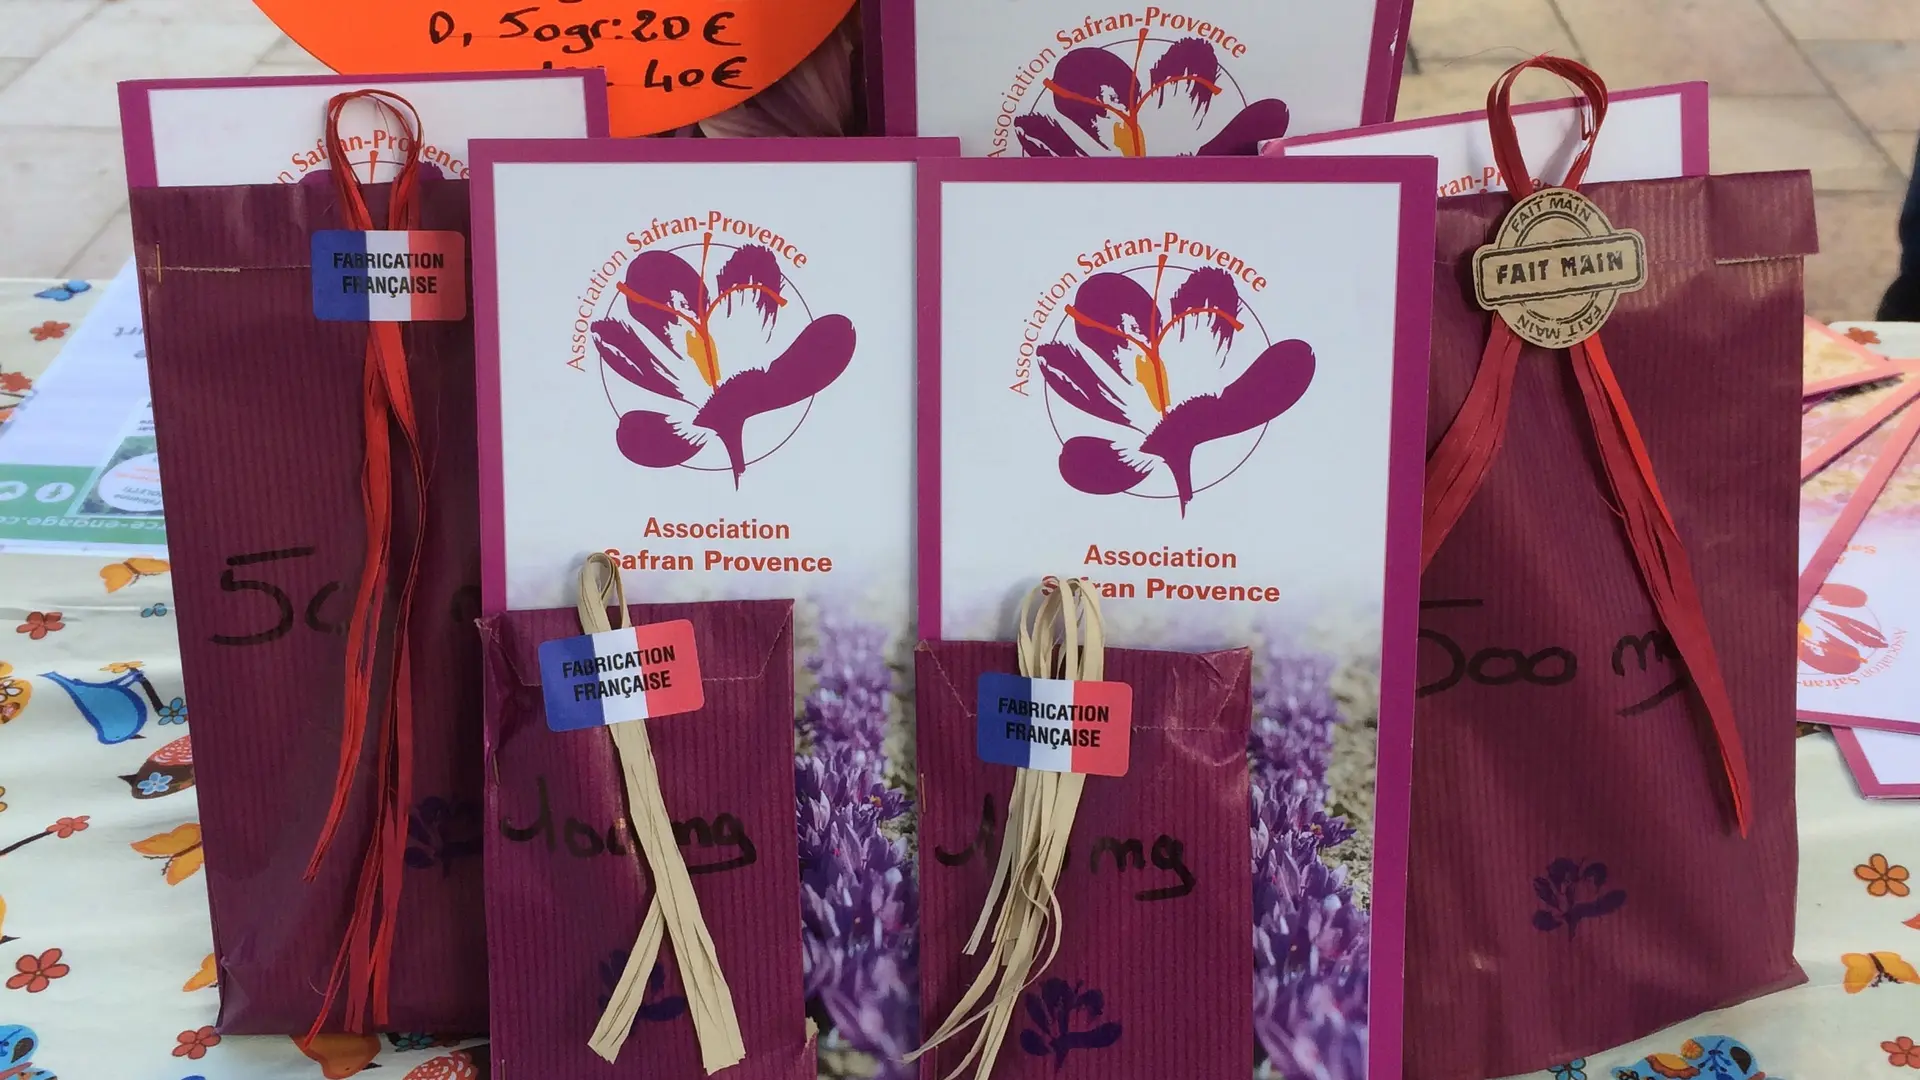 0, 50gr: 20 €
40 €
Association Safran-Provence
FABRICATION
FRANÇAISE
Association Safran-Provence
Association
Safran Provence
FABRICATION
FRANÇAISE
100 mg
Association Safran-Provence
Association
Safran Provence
FABRICATION
FRANÇAISE
mg
FAIT MAIN
FAIT MAIN
FAIT MAIN
500 mg